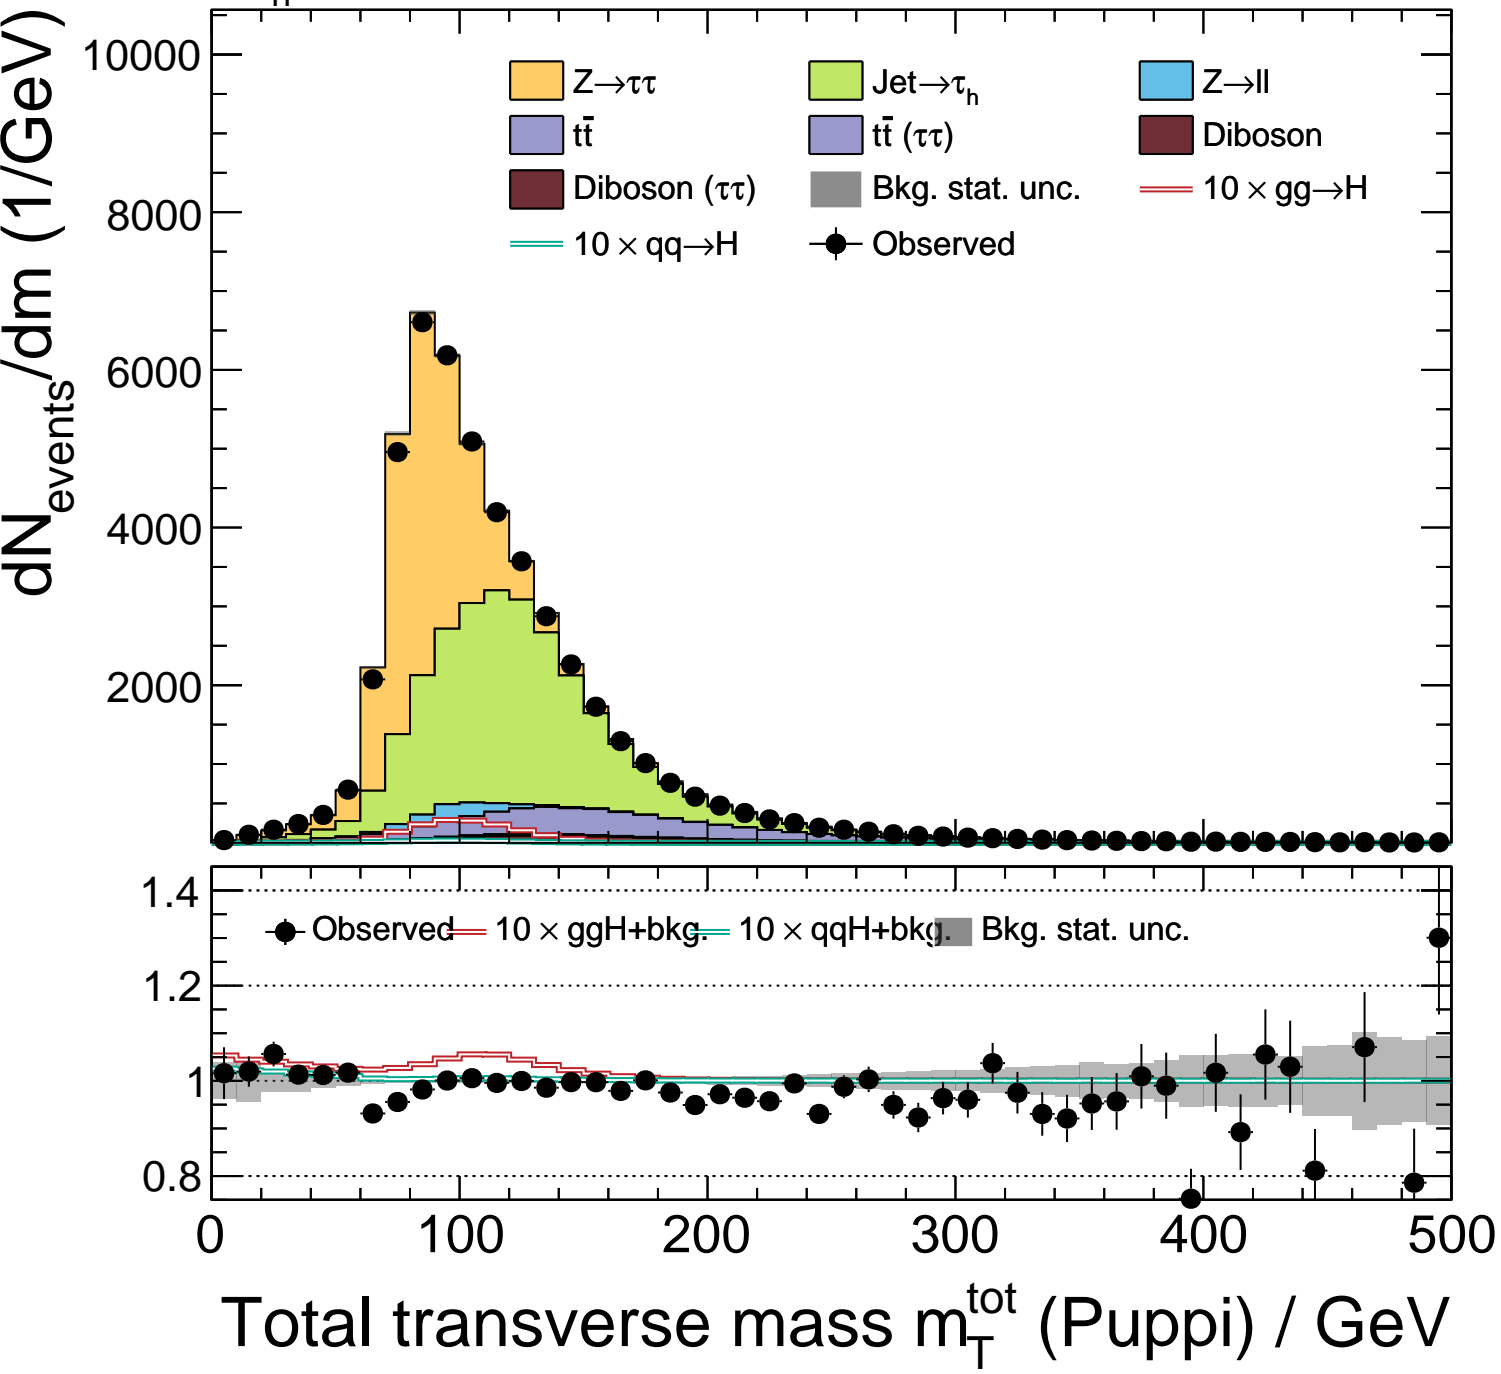 dN_events/dm (1/GeV)
10000
8000
6000
4000
2000
Z→ττ Jet→τ_h Z→ll
tt̄ tt̄ (ττ) Diboson
Diboson (ττ) Bkg. stat. unc. 10 × gg→H
10 × qq→H Observed
1.4
Observed 10 × ggH+bkg. 10 × qqH+bkg. Bkg. stat. unc.
1.2
1
0.8
0 100 200 300 400 500
Total transverse mass m_T^tot (Puppi) / GeV